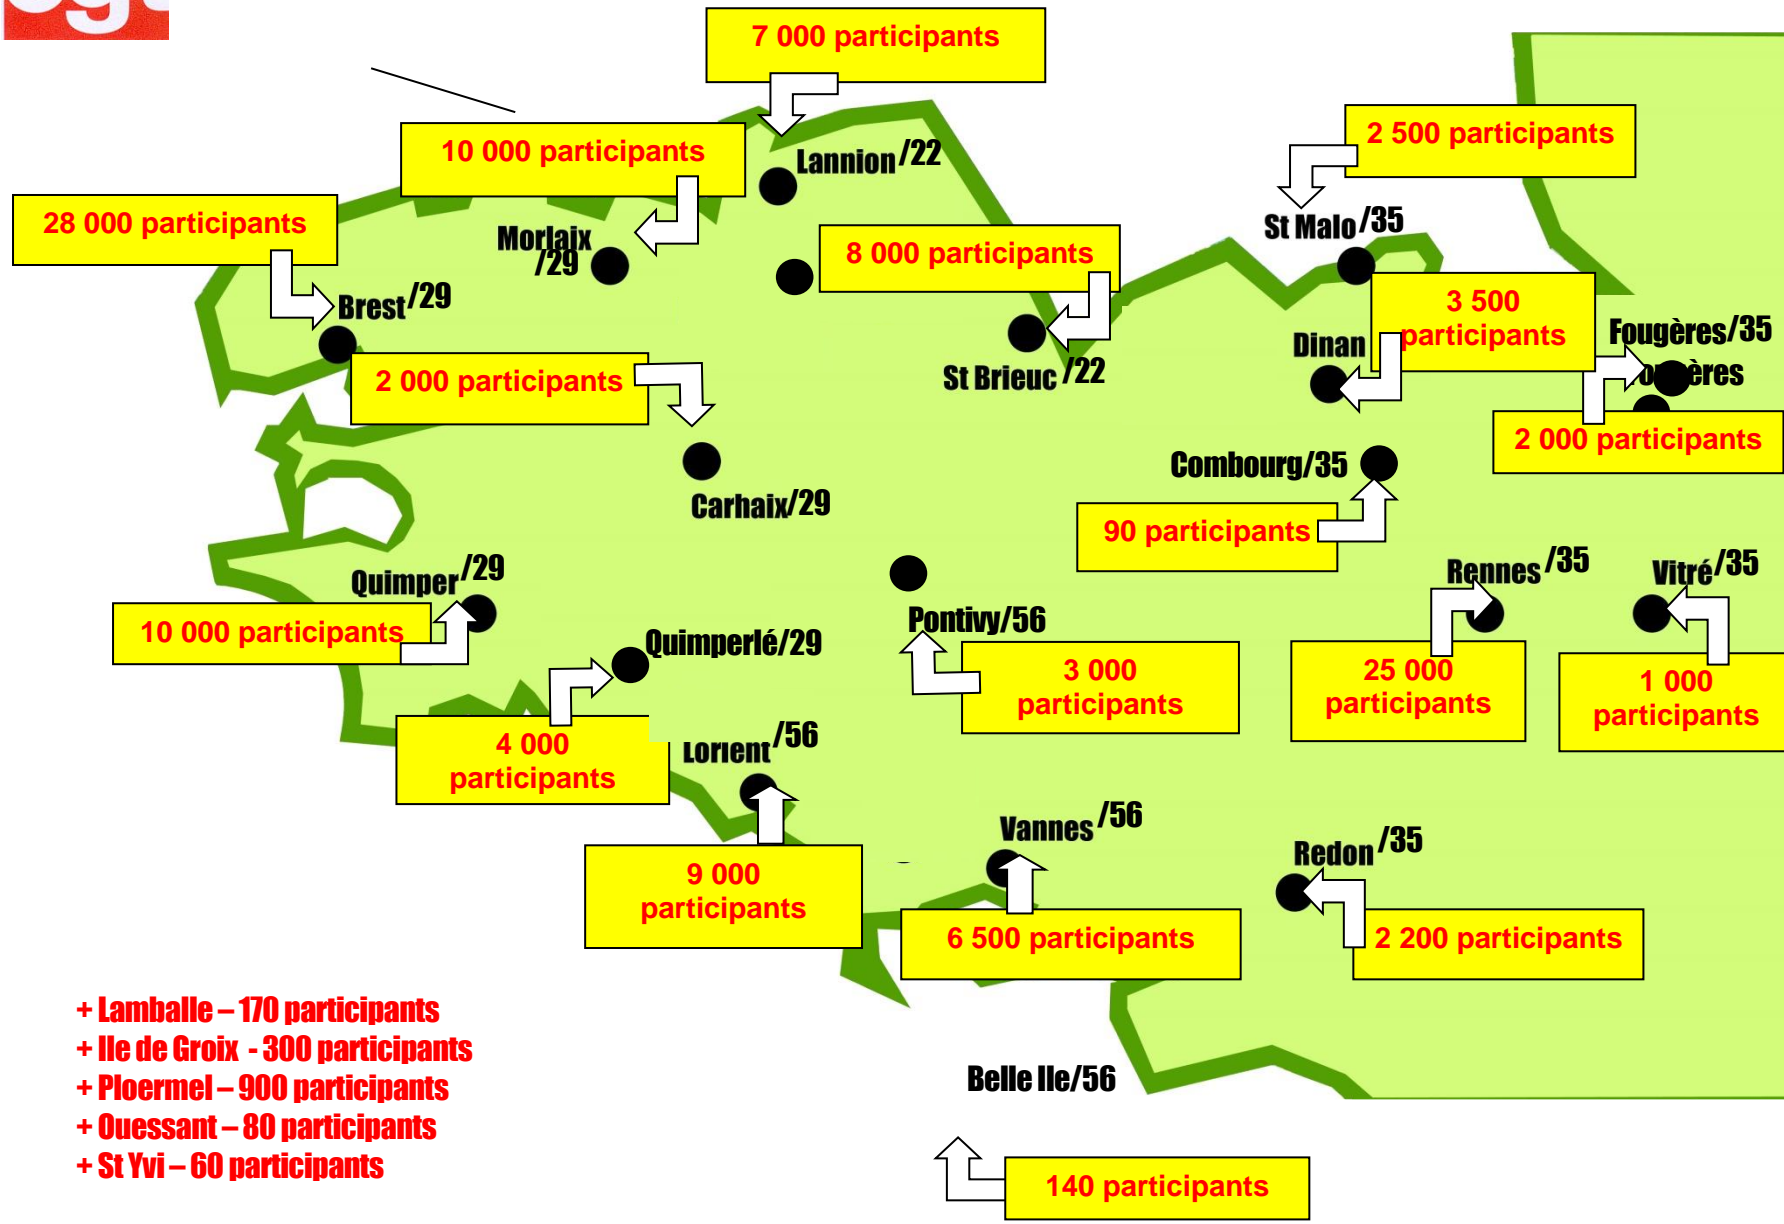 7 000 participants
10 000 participants
2 500 participants
Lannion /22
28 000 participants
St Malo /35
Morlaix
/29
8 000 participants
Brest /29
3 500
participants
Fougères/35
Dinan
2 000 participants
St Brieuc /22
2 000 participants
Combourg/35
Carhaix/29
90 participants
Quimper /29
Rennes /35
Vitré/35
10 000 participants
Pontivy/56
Quimperlé/29
3 000
participants
25 000
participants
1 000
participants
4 000
participants
Lorient /56
Vannes /56
Redon /35
9 000
participants
6 500 participants
2 200 participants
+ Lamballe – 170 participants
+ Ile de Groix - 300 participants
+ Ploermel – 900 participants
+ Ouessant – 80 participants
+ St Yvi – 60 participants
Belle Ile/56
140 participants